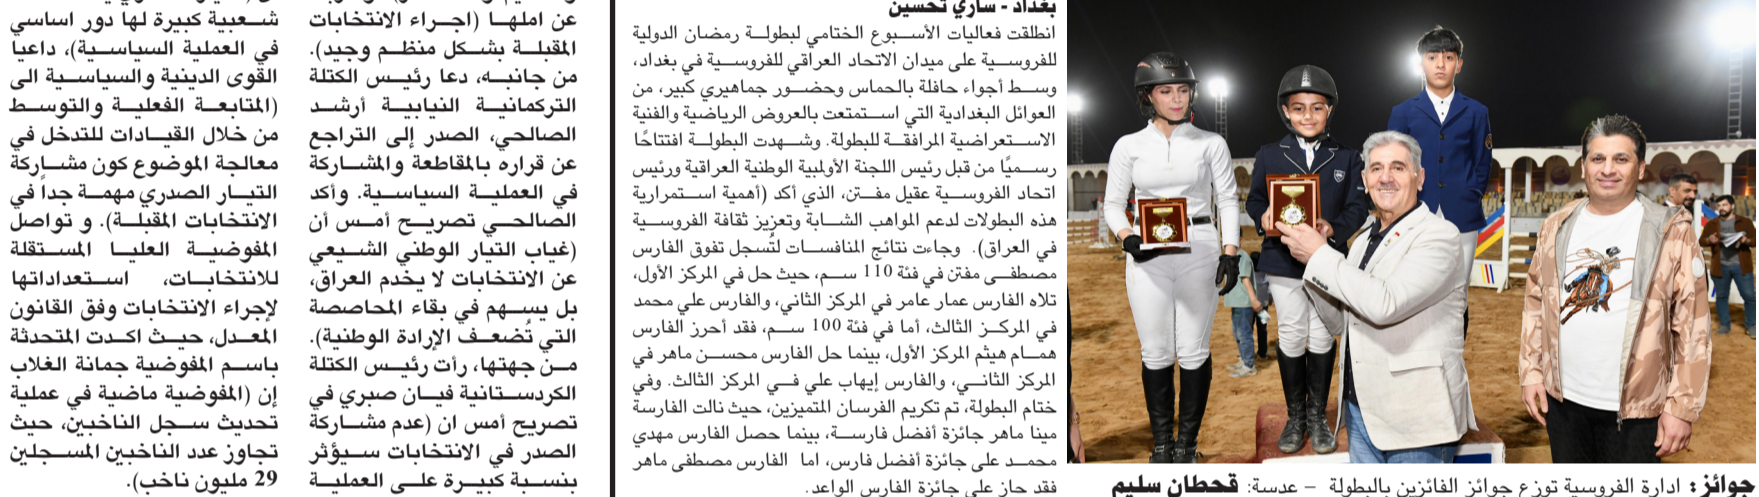 بغداد - ساري تحسين
انطلقت فعاليات الأسبوع الختامي لبطولة رمضان الدولية
للفروسية على ميدان الاتحاد العراقي للفروسية في بغداد،
وسط أجواء حافلة بالحماس وحضور جماهيري كبير، من
العوائل البغدادية التي استمتعت بالعروض الرياضية والفنية
الاستعراضية المرافقة للبطولة. وشهدت البطولة افتتاحًا
رسميًا من قبل رئيس اللجنة الأولمبية الوطنية العراقية ورئيس
اتحاد الفروسية عقيل مفتن، الذي أكد (أهمية استمرارية
هذه البطولات لدعم المواهب الشابة وتعزيز ثقافة الفروسية
في العراق). وجاءت نتائج المنافسات لتُسجل تفوق الفارس
مصطفى مفتن في فئة 110 سم، حيث حل في المركز الأول،
تلاه الفارس عمار عامر في المركز الثاني، والفارس علي محمد
في المركز الثالث، أما في فئة 100 سم، فقد أحرز الفارس
همام هيثم المركز الأول، بينما حل الفارس محسن ماهر في
المركز الثاني، والفارس إيهاب علي في المركز الثالث. وفي
ختام البطولة، تم تكريم الفرسان المتميزين، حيث نالت الفارسة
مينا ماهر جائزة أفضل فارسة، بينما حصل الفارس مهدي
محمد على جائزة أفضل فارس، اما الفارس مصطفى ماهر
فقد حاز على جائزة الفارس الواعد.
جوائز: ادارة الفروسية توزع جوائز الفائزين بالبطولة – عدسة: قحطان سليم
عن املها (اجراء الانتخابات
المقبلة بشكل منظم وجيد).
من جانبه، دعا رئيس الكتلة
التركمانية النيابية أرشد
الصالحي، الصدر إلى التراجع
عن قراره بالمقاطعة والمشاركة
في العملية السياسية. وأكد
الصالحي تصريح أمس أن
(غياب التيار الوطني الشيعي
عن الانتخابات لا يخدم العراق،
بل يسهم في بقاء المحاصصة
التي تُضعف الإرادة الوطنية).
من جهتها، رأت رئيس الكتلة
الكردستانية فيان صبري في
تصريح أمس ان (عدم مشاركة
الصدر في الانتخابات سيؤثر
بنسبة كبيرة على العملية
شعبية كبيرة لها دور اساسي
في العملية السياسية)، داعيا
القوى الدينية والسياسية الى
(المتابعة الفعلية والتوسط
من خلال القيادات للتدخل في
معالجة الموضوع كون مشاركة
التيار الصدري مهمة جداً في
الانتخابات المقبلة). و تواصل
المفوضية العليا المستقلة
للانتخابات، استعداداتها
لإجراء الانتخابات وفق القانون
المعدل، حيث اكدت المتحدثة
باسم المفوضية جمانة الغلاب
إن (المفوضية ماضية في عملية
تحديث سجل الناخبين، حيث
تجاوز عدد الناخبين المسجلين
29 مليون ناخب).